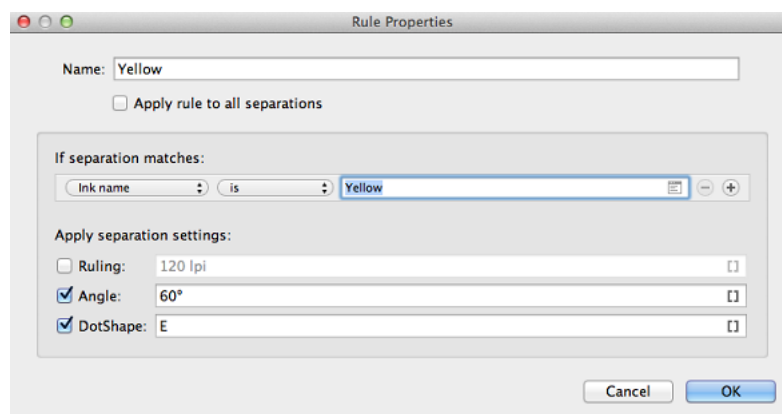 Rule Properties
Name: Yellow
Apply rule to all separations
If separation matches:
Ink name is Yellow
Apply separation settings:
Ruling: 120 lpi
Angle: 60°
DotShape: E
Cancel OK